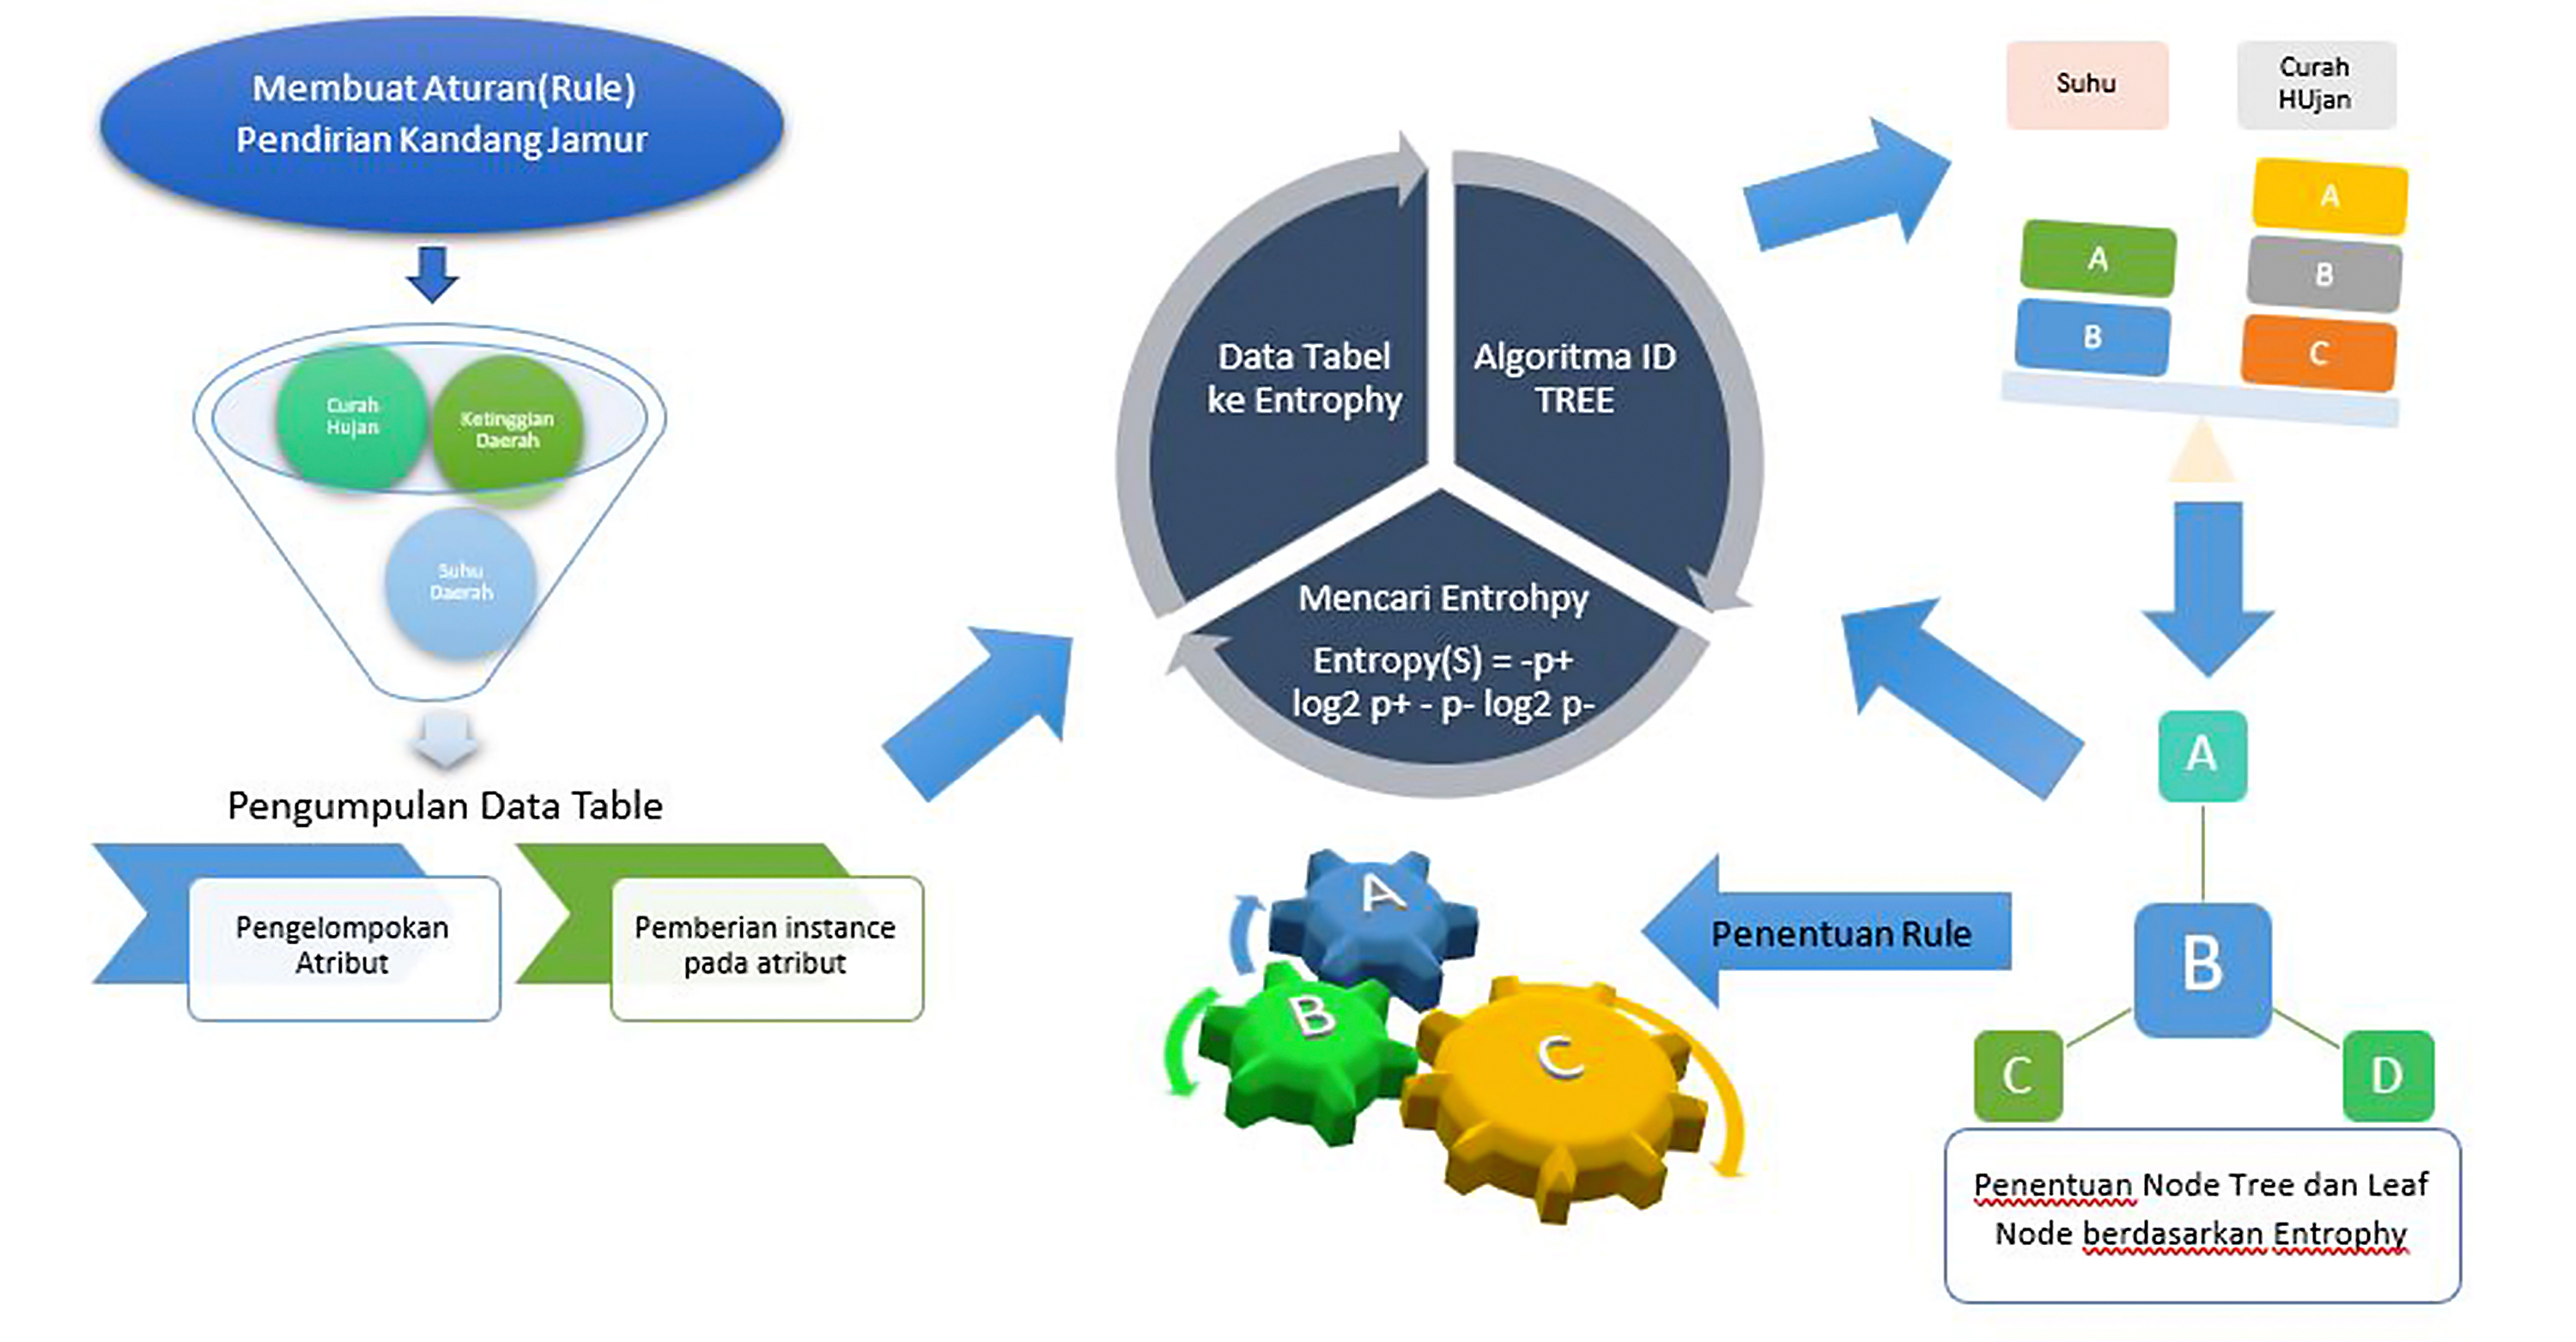 Membuat Aturan(Rule)
Pendirian Kandang Jamur
Curah
Hujan
Ketinggian
Daerah
Suhu
Daerah
Pengumpulan Data Table
Pengelompokan
Atribut
Pemberian instance
pada atribut
Data Tabel
ke Entrophy
Algoritma ID
TREE
Mencari Entrohpy
Entropy(S) = -p+
log2 p+ - p- log2 p-
Suhu
Curah
HUjan
A
B
A
B
C
A
B
C
D
Penentuan Node Tree dan Leaf
Node berdasarkan Entrophy
Penentuan Rule
A
B
C